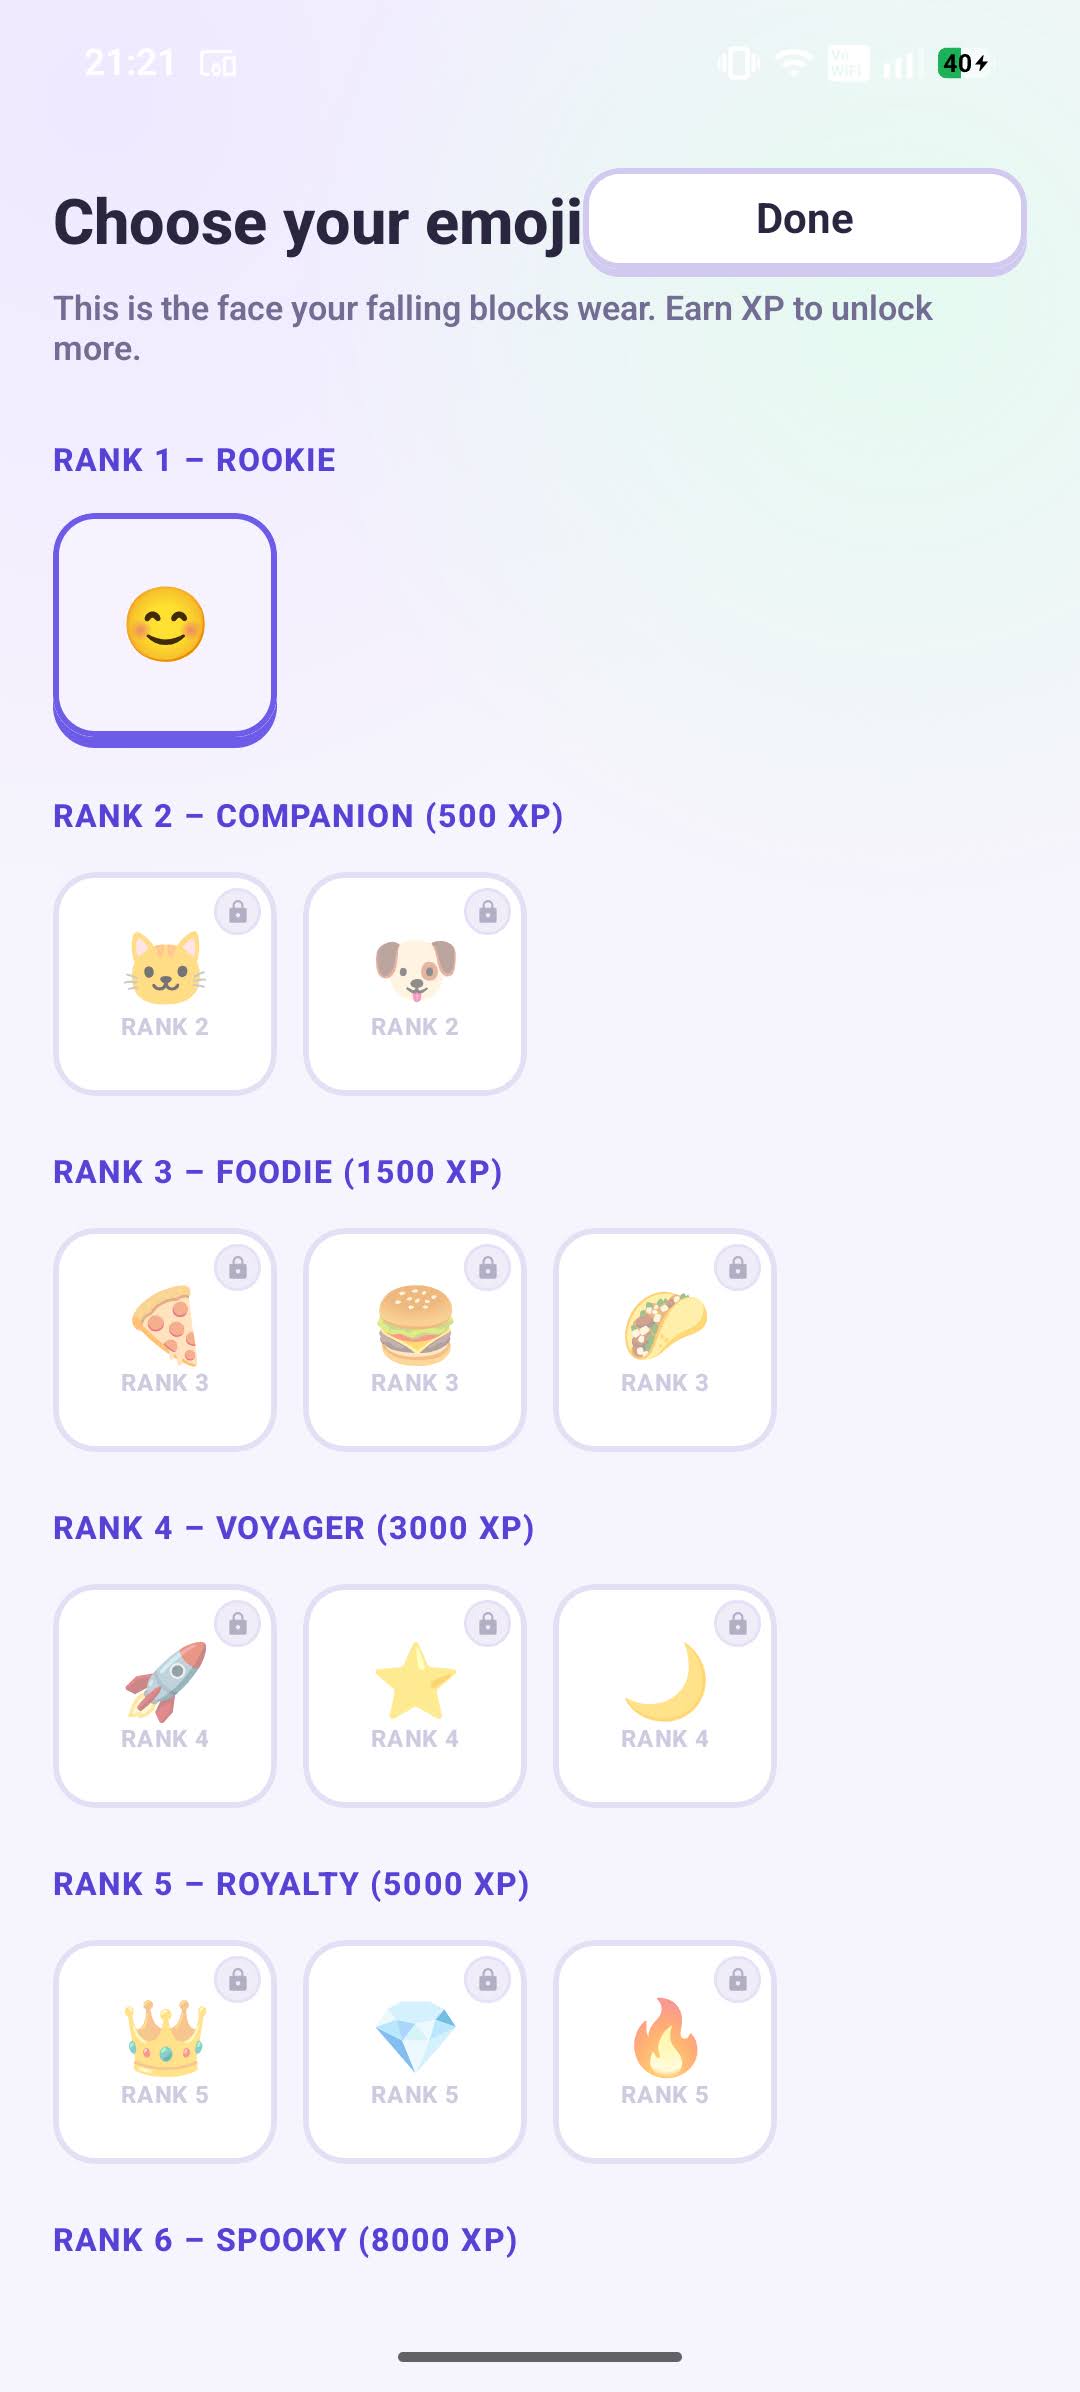 21:21
Vo
WiFi
40
Choose your emoji
Done
This is the face your falling blocks wear. Earn XP to unlock
more.
RANK 1 – ROOKIE
RANK 2 – COMPANION (500 XP)
RANK 2
RANK 2
RANK 3 – FOODIE (1500 XP)
RANK 3
RANK 3
RANK 3
RANK 4 – VOYAGER (3000 XP)
RANK 4
RANK 4
RANK 4
RANK 5 – ROYALTY (5000 XP)
RANK 5
RANK 5
RANK 5
RANK 6 – SPOOKY (8000 XP)